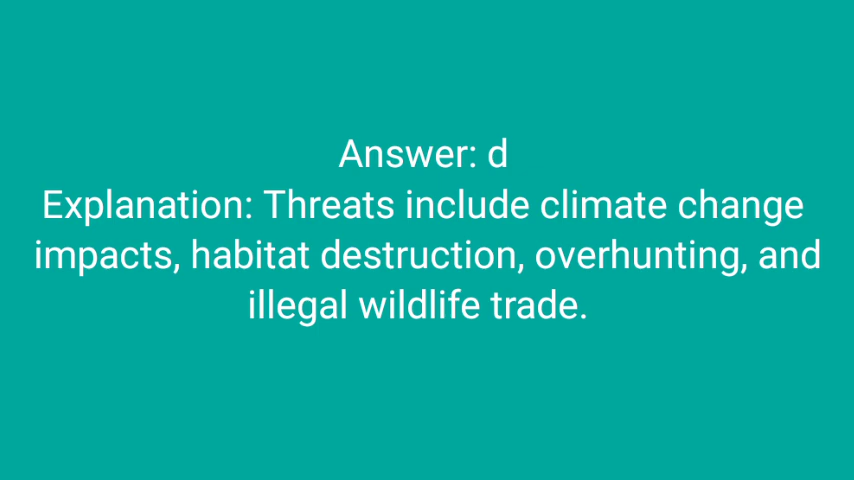 Answer: d
Explanation: Threats include climate change
impacts, habitat destruction, overhunting, and
illegal wildlife trade.